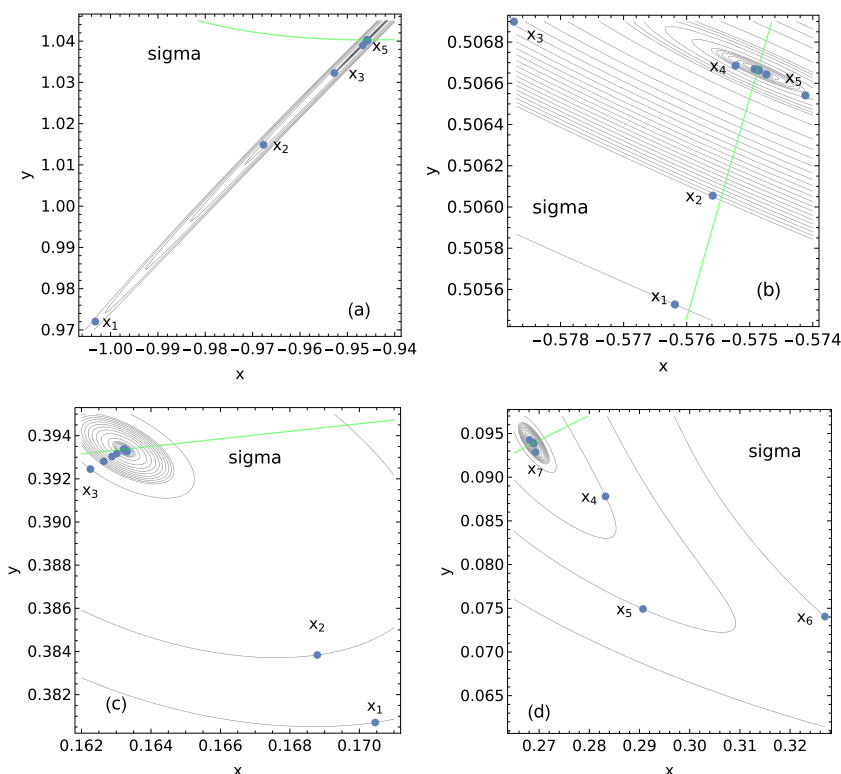 sigma
x5
x3
x2
x1
(a)
y
1.04
1.03
1.02
1.01
1.00
0.99
0.98
0.97
−1.00 −0.99 −0.98 −0.97 −0.96 −0.95 −0.94
x
x3
x4
x5
x2
sigma
x1
(b)
y
0.5068
0.5066
0.5064
0.5062
0.5060
0.5058
0.5056
−0.578 −0.577 −0.576 −0.575 −0.574
x
sigma
x3
x2
x1
(c)
y
0.394
0.392
0.390
0.388
0.386
0.384
0.382
0.162 0.164 0.166 0.168 0.170
x
sigma
x7
x4
x5
x6
(d)
y
0.095
0.090
0.085
0.080
0.075
0.070
0.065
0.27 0.28 0.29 0.30 0.31 0.32
x